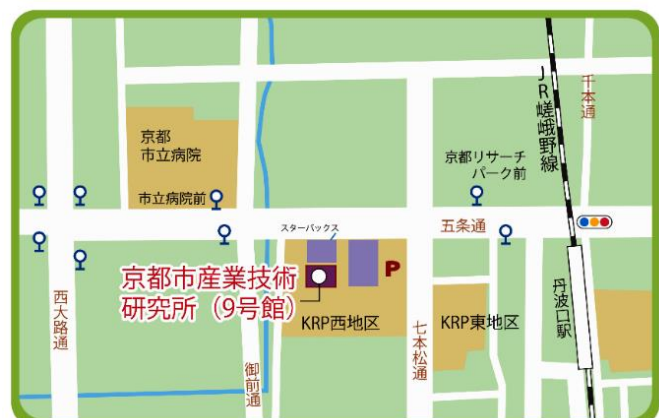 JR嵯峨野線
千本通
京都
市立病院
京都リサーチ
パーク前
市立病院前
スターバックス
五条通
京都市産業技術
研究所（9号館）
P
KRP西地区
KRP東地区
西大路通
御前通
七本松通
丹波口駅